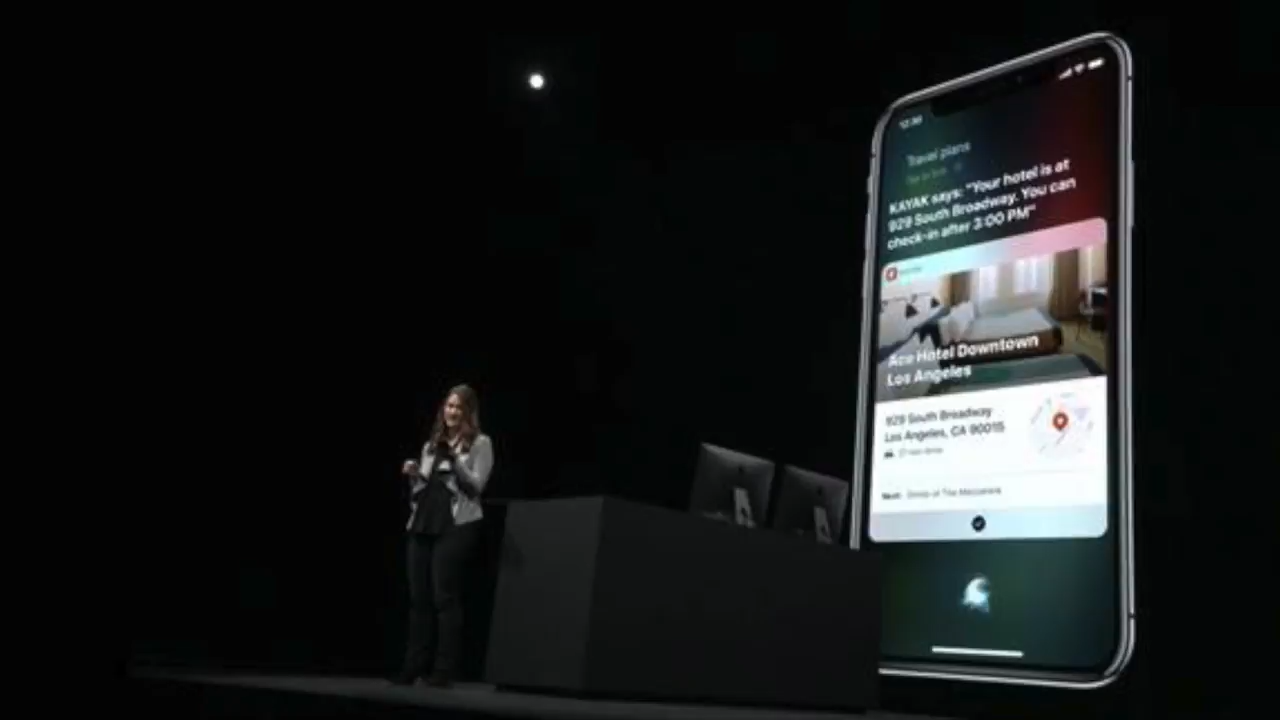 Travel plans
KAYAK says: "Your hotel is at
929 South Broadway. You can
check-in after 3:00 PM"
Ace Hotel Downtown
Los Angeles
929 South Broadway
Los Angeles, CA 90015
Next: